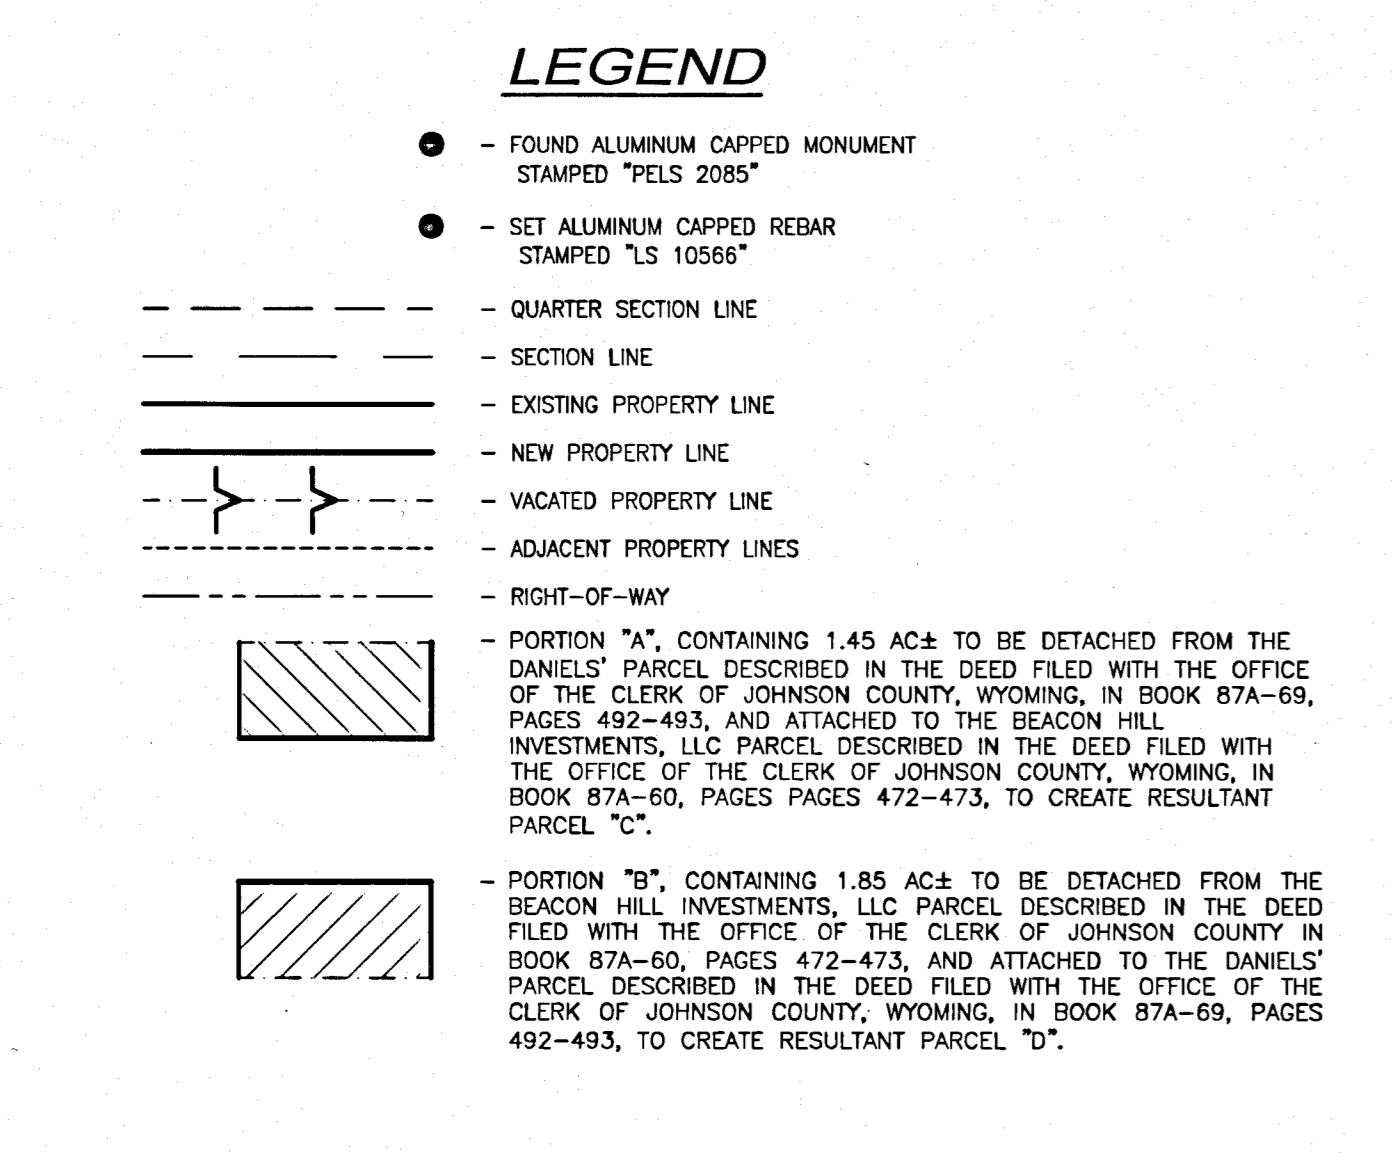 LEGEND
- FOUND ALUMINUM CAPPED MONUMENT
STAMPED "PELS 2085"
- SET ALUMINUM CAPPED REBAR
STAMPED "LS 10566"
- QUARTER SECTION LINE
- SECTION LINE
- EXISTING PROPERTY LINE
- NEW PROPERTY LINE
- VACATED PROPERTY LINE
- ADJACENT PROPERTY LINES
- RIGHT-OF-WAY
- PORTION "A", CONTAINING 1.45 AC± TO BE DETACHED FROM THE
DANIELS' PARCEL DESCRIBED IN THE DEED FILED WITH THE OFFICE
OF THE CLERK OF JOHNSON COUNTY, WYOMING, IN BOOK 87A-69,
PAGES 492-493, AND ATTACHED TO THE BEACON HILL
INVESTMENTS, LLC PARCEL DESCRIBED IN THE DEED FILED WITH
THE OFFICE OF THE CLERK OF JOHNSON COUNTY, WYOMING, IN
BOOK 87A-60, PAGES PAGES 472-473, TO CREATE RESULTANT
PARCEL "C".
- PORTION "B", CONTAINING 1.85 AC± TO BE DETACHED FROM THE
BEACON HILL INVESTMENTS, LLC PARCEL DESCRIBED IN THE DEED
FILED WITH THE OFFICE OF THE CLERK OF JOHNSON COUNTY IN
BOOK 87A-60, PAGES 472-473, AND ATTACHED TO THE DANIELS'
PARCEL DESCRIBED IN THE DEED FILED WITH THE OFFICE OF THE
CLERK OF JOHNSON COUNTY, WYOMING, IN BOOK 87A-69, PAGES
492-493, TO CREATE RESULTANT PARCEL "D".